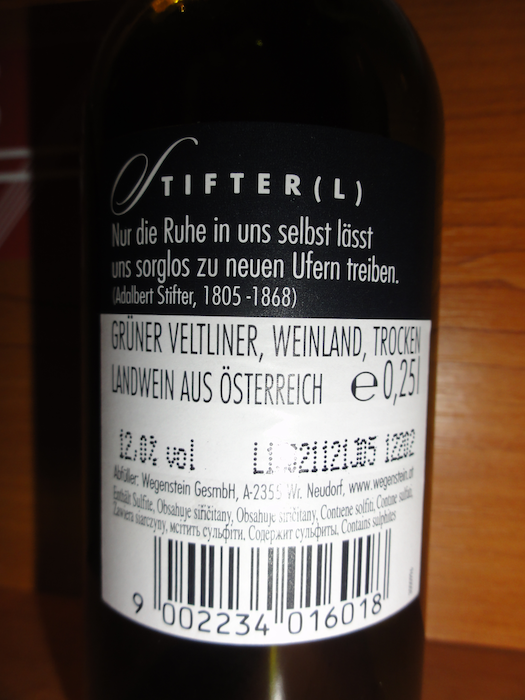 STIFTER(L)
Nur die Ruhe in uns selbst lässt
uns sorglos zu neuen Ufern treiben.
(Adalbert Stifter, 1805 -1868)
GRÜNER VELTLINER, WEINLAND, TROCKEN
LANDWEIN AUS ÖSTERREICH ℮ 0,25l
12,0% vol
Abfüller: Wegenstein GesmbH, A-2355 Wr. Neudorf, www.wegenstein.at
Enthält Sulfite, Obsahuje siřičitany, Obsahuje siričitany, Contiene solfiti, Contine sulfiti,
Zawiera siarczyny, мiстить сульфiти, Содержит сульфиты, Contains sulphites
9 002234 016018